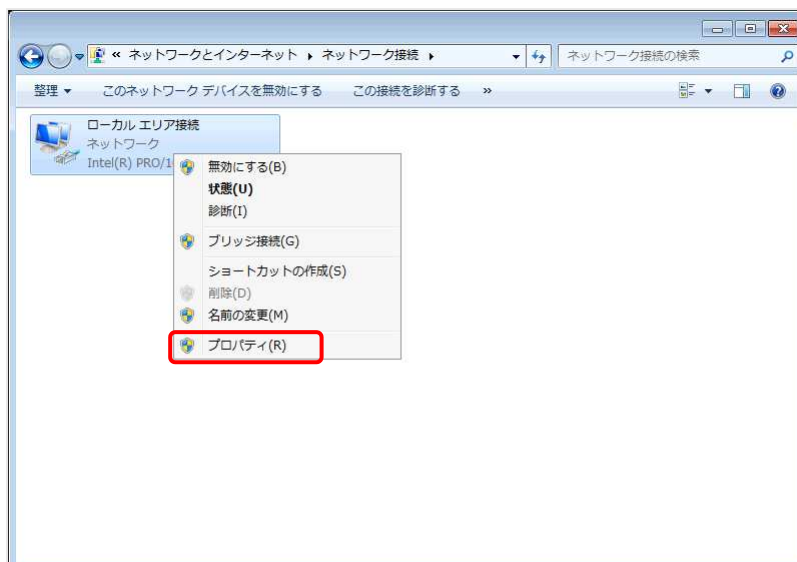 « ネットワークとインターネット ▸ ネットワーク接続 ▸ ネットワーク接続の検索
整理 ▼ このネットワーク デバイスを無効にする この接続を診断する »
ローカル エリア接続
ネットワーク
Intel(R)
無効にする(B)
状態(U)
診断(I)
ブリッジ接続(G)
ショートカットの作成(S)
削除(D)
名前の変更(M)
プロパティ(R)